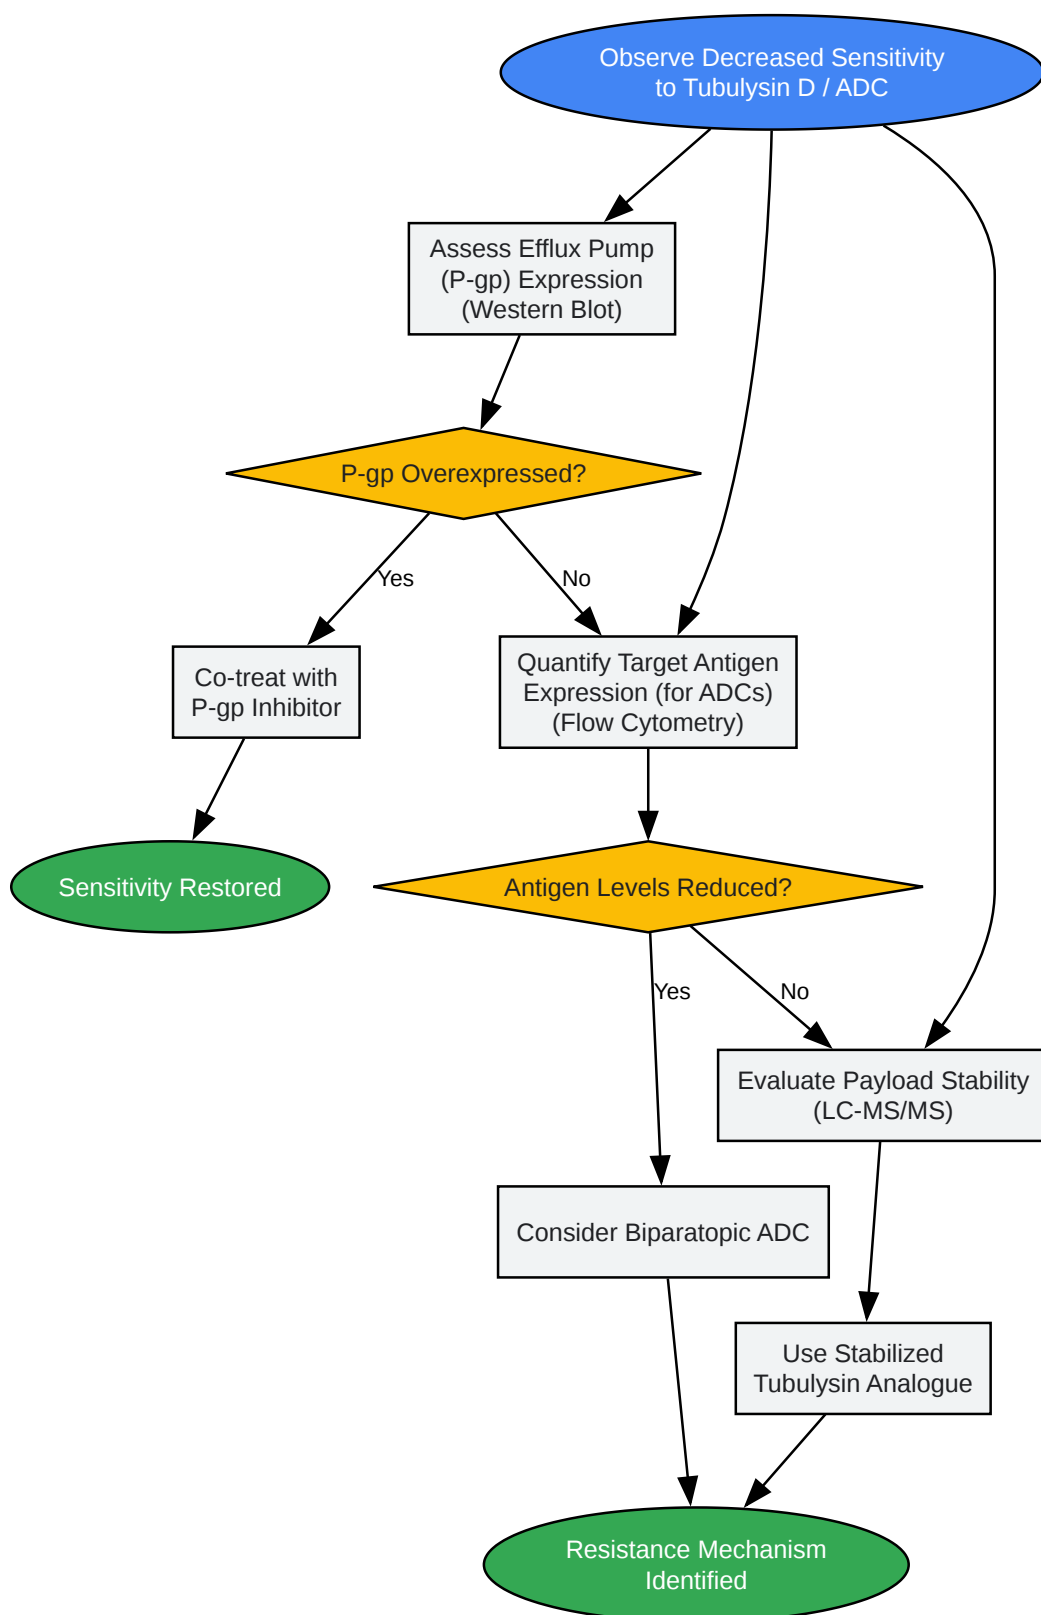 Observe Decreased Sensitivity
to Tubulysin D / ADC
Assess Efflux Pump
(P-gp) Expression
(Western Blot)
P-gp Overexpressed?
Yes
No
Co-treat with
P-gp Inhibitor
Quantify Target Antigen
Expression (for ADCs)
(Flow Cytometry)
Sensitivity Restored
Antigen Levels Reduced?
Yes
No
Evaluate Payload Stability
(LC-MS/MS)
Consider Biparatopic ADC
Use Stabilized
Tubulysin Analogue
Resistance Mechanism
Identified